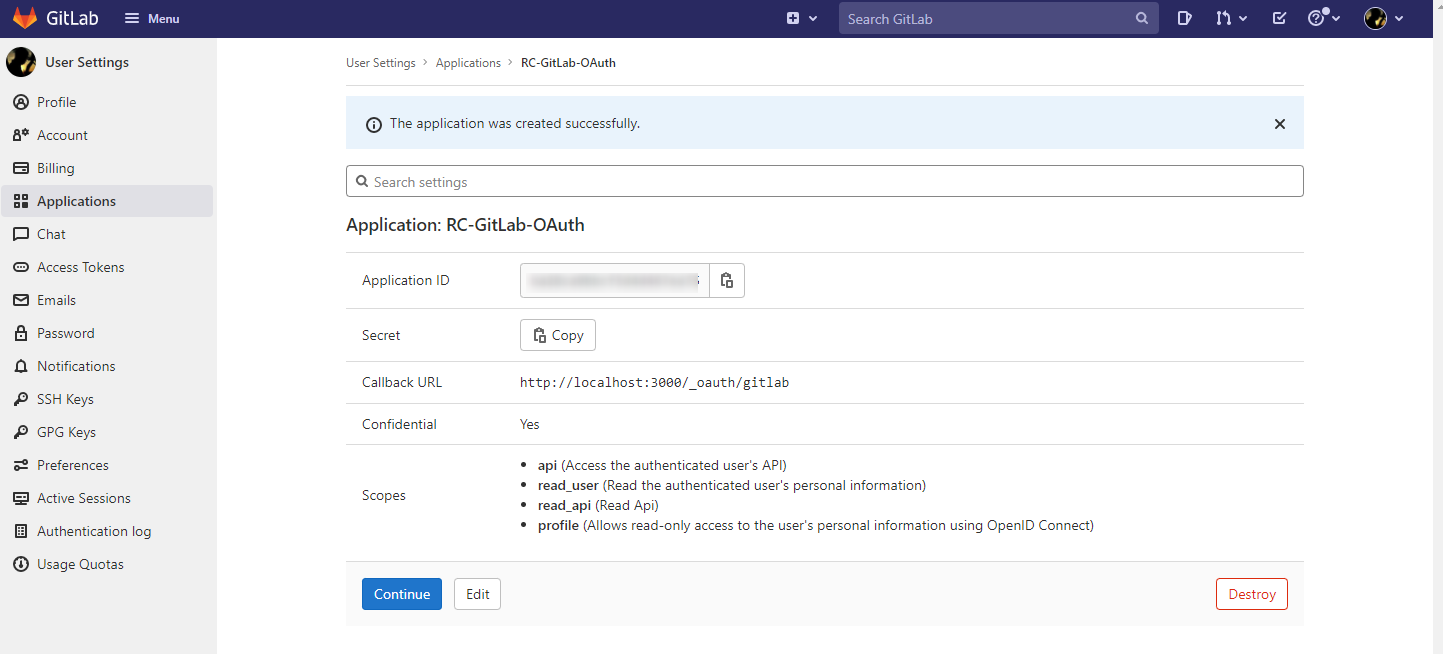 GitLab
Menu
Search GitLab
User Settings
Profile
Account
Billing
Applications
Chat
Access Tokens
Emails
Password
Notifications
SSH Keys
GPG Keys
Preferences
Active Sessions
Authentication log
Usage Quotas
User Settings > Applications > RC-GitLab-OAuth
The application was created successfully.
Search settings
Application: RC-GitLab-OAuth
Application ID
Secret Copy
Callback URL http://localhost:3000/_oauth/gitlab
Confidential Yes
Scopes
• api (Access the authenticated user's API)
• read_user (Read the authenticated user's personal information)
• read_api (Read Api)
• profile (Allows read-only access to the user's personal information using OpenID Connect)
Continue Edit Destroy